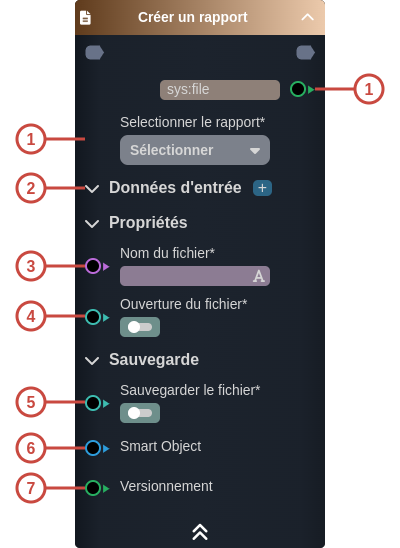 Créer un rapport
sys:file
1
Selectionner le rapport*
1
Sélectionner
2
Données d'entrée +
Propriétés
Nom du fichier*
3
A
Ouverture du fichier*
4
Sauvegarde
Sauvegarder le fichier*
5
6
Smart Object
7
Versionnement